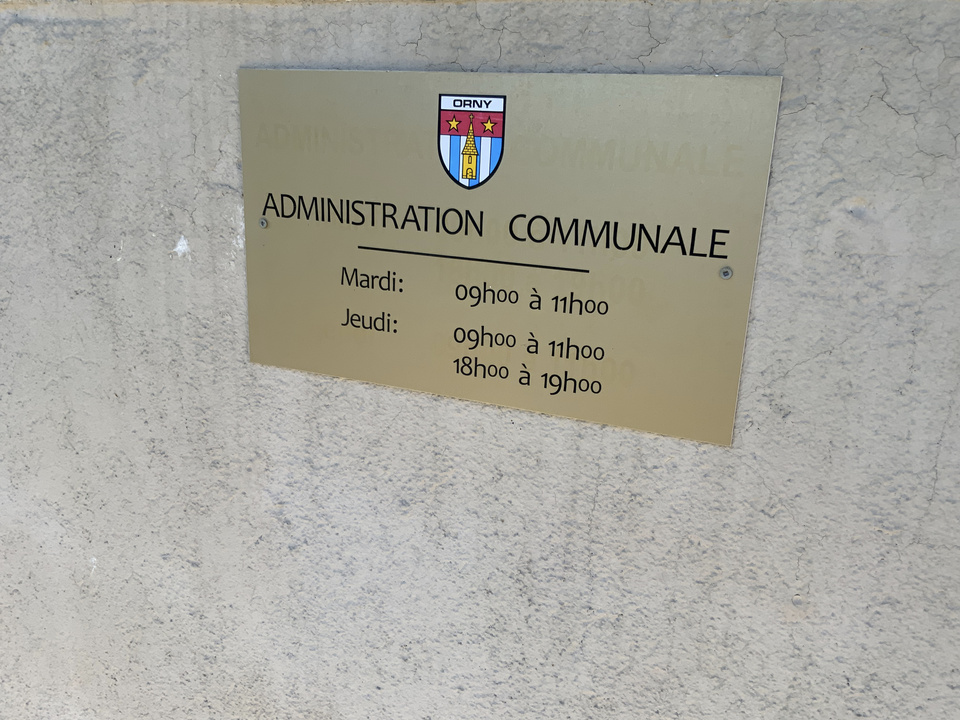 ORNY
ADMINISTRATION COMMUNALE
Mardi: 09h00 à 11h00
Jeudi: 09h00 à 11h00
18h00 à 19h00